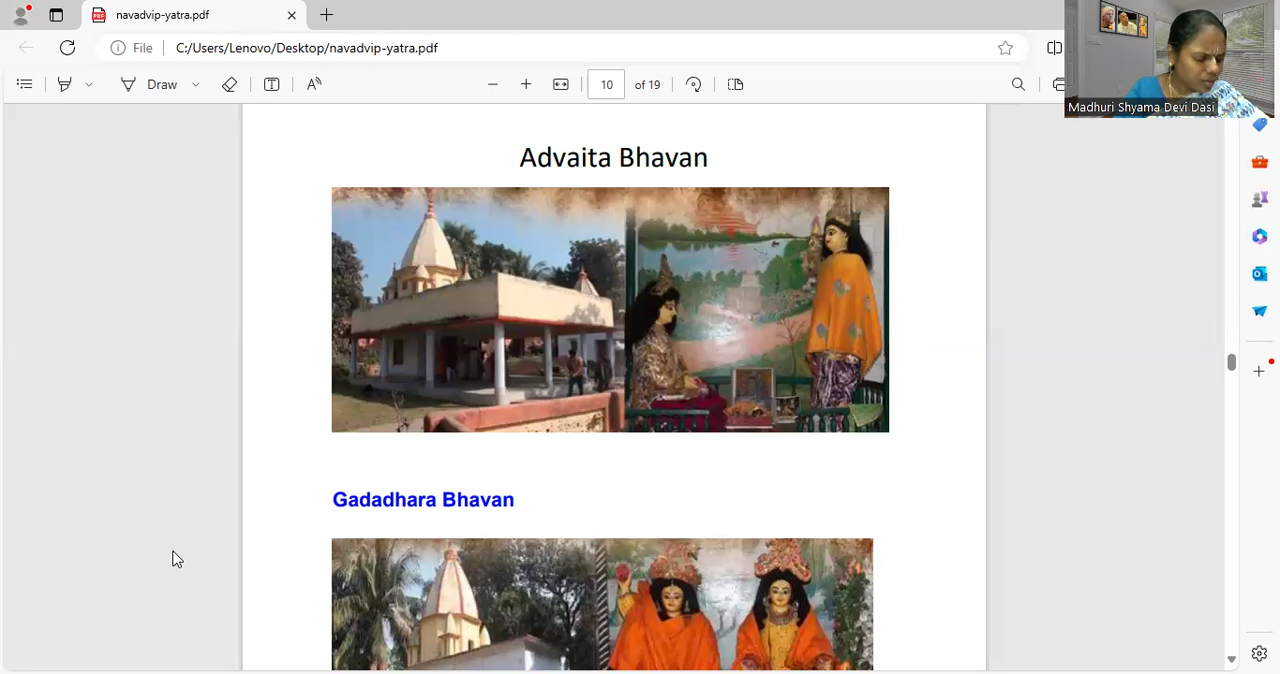 navadvip-yatra.pdf
File
C:/Users/Lenovo/Desktop/navadvip-yatra.pdf
Draw
10 of 19
Madhuri Shyama Devi Dasi
Advaita Bhavan
Gadadhara Bhavan